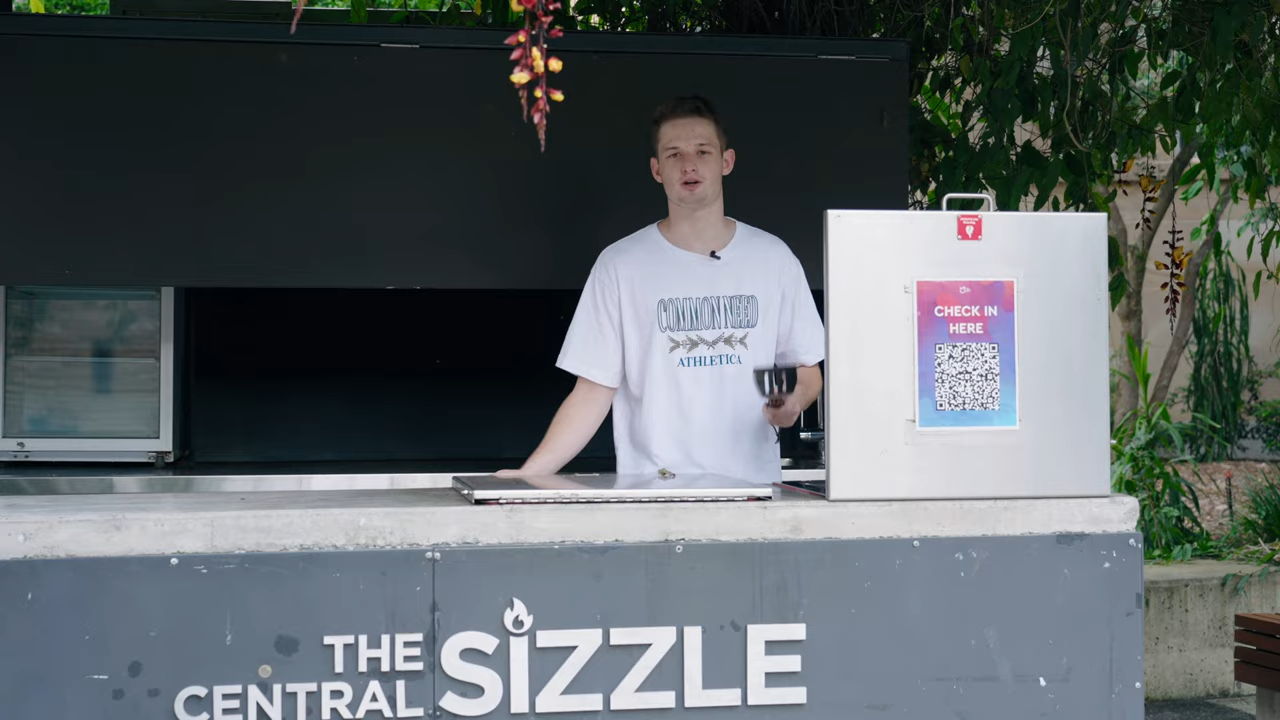 COMMON NEED
ATHLETICA
CHECK IN
HERE
THE
CENTRAL
SIZZLE